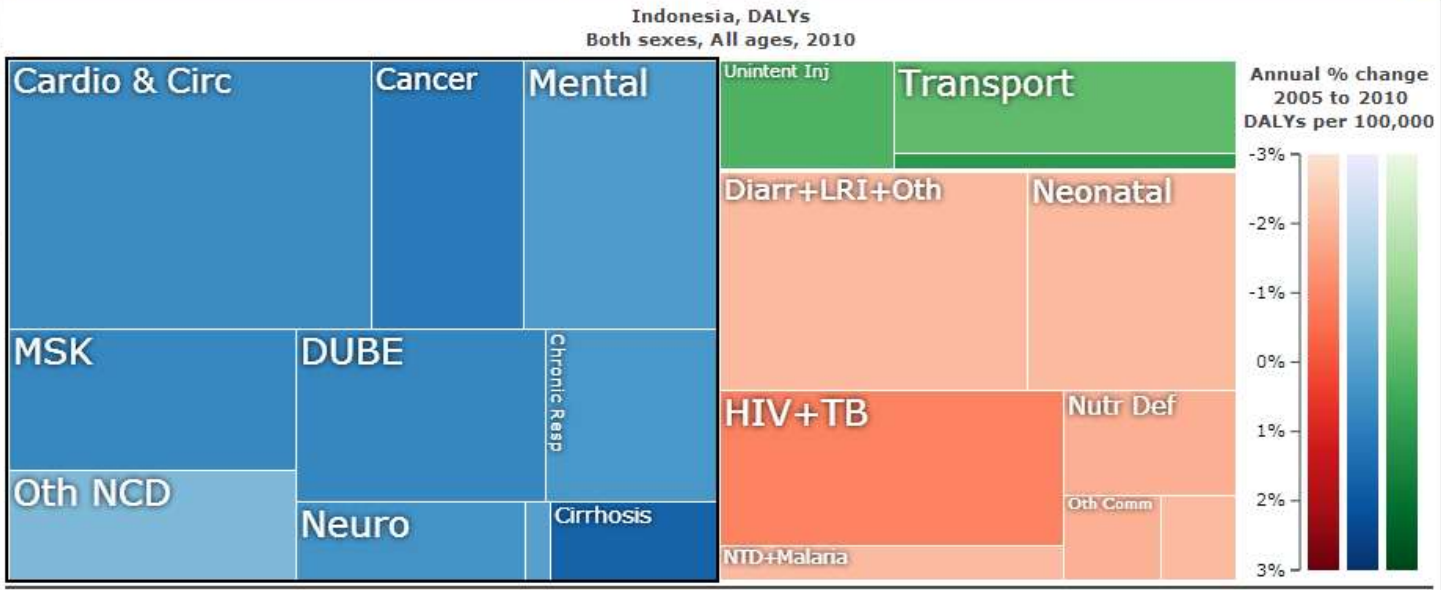 Indonesia, DALYs
Both sexes, All ages, 2010
Cardio & Circ
Cancer
Mental
Unintent Inj
Transport
Annual % change
2005 to 2010
DALYs per 100,000
-3%
-2%
-1%
0%
1%
2%
3%
Diarr+LRI+Oth
Neonatal
MSK
DUBE
Chronic Resp
HIV+TB
Nutr Def
Oth NCD
Neuro
Cirrhosis
Oth Comm
NTD+Malaria